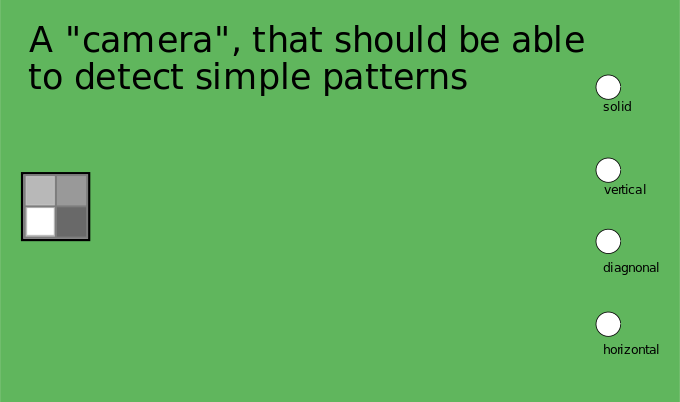 A "camera", that should be able
to detect simple patterns
solid
vertical
diagnonal
horizontal